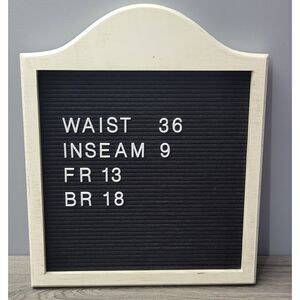 WAIST 36
INSEAM 9
FR 13
BR 18